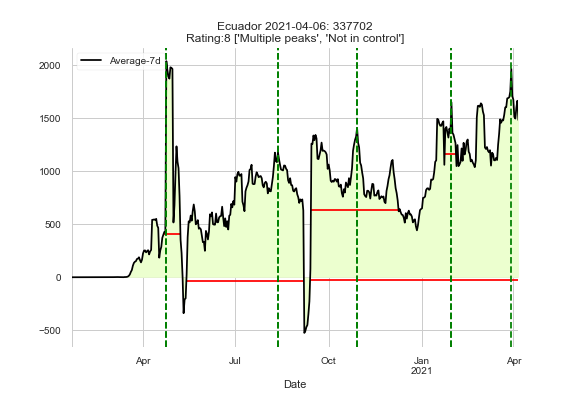 Ecuador 2021-04-06: 337702
Rating:8 ['Multiple peaks', 'Not in control']
Average-7d
2000
1500
1000
500
0
−500
Apr
Jul
Oct
Jan
2021
Apr
Date